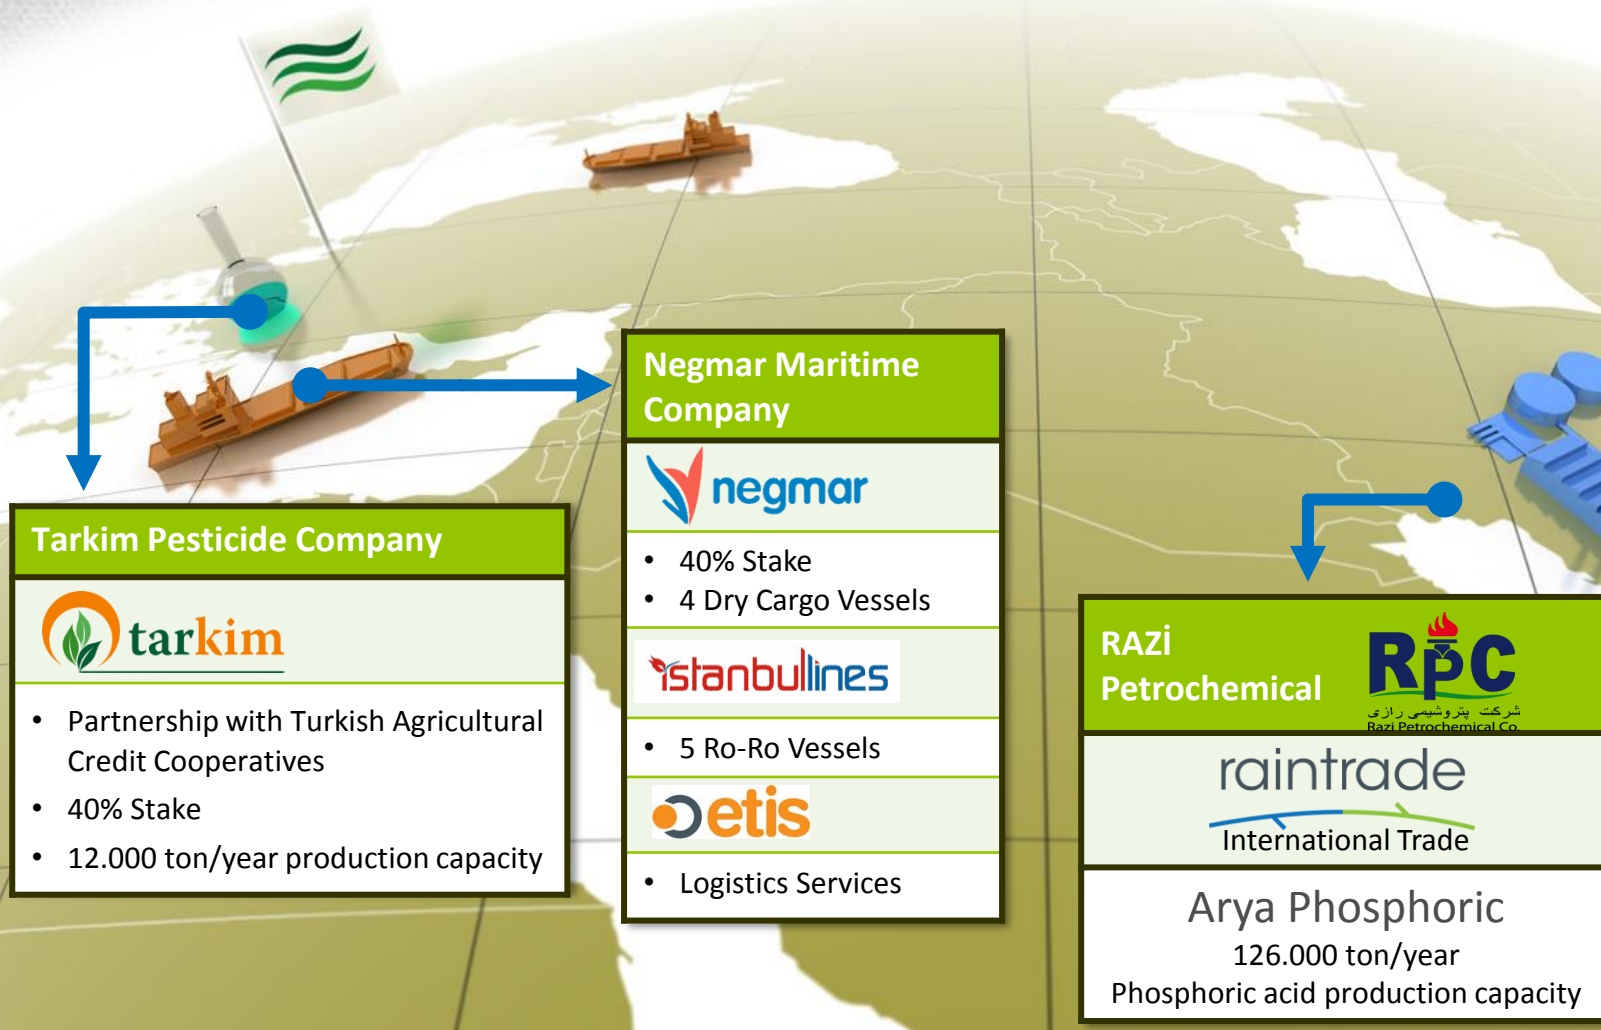 Tarkim Pesticide Company
tarkim
• Partnership with Turkish Agricultural
Credit Cooperatives
• 40% Stake
• 12.000 ton/year production capacity
Negmar Maritime
Company
negmar
• 40% Stake
• 4 Dry Cargo Vessels
istanbullines
• 5 Ro-Ro Vessels
etis
• Logistics Services
RAZİ
Petrochemical
RPC
شرکت پتروشیمی رازی
Razi Petrochemical Co.
raintrade
International Trade
Arya Phosphoric
126.000 ton/year
Phosphoric acid production capacity